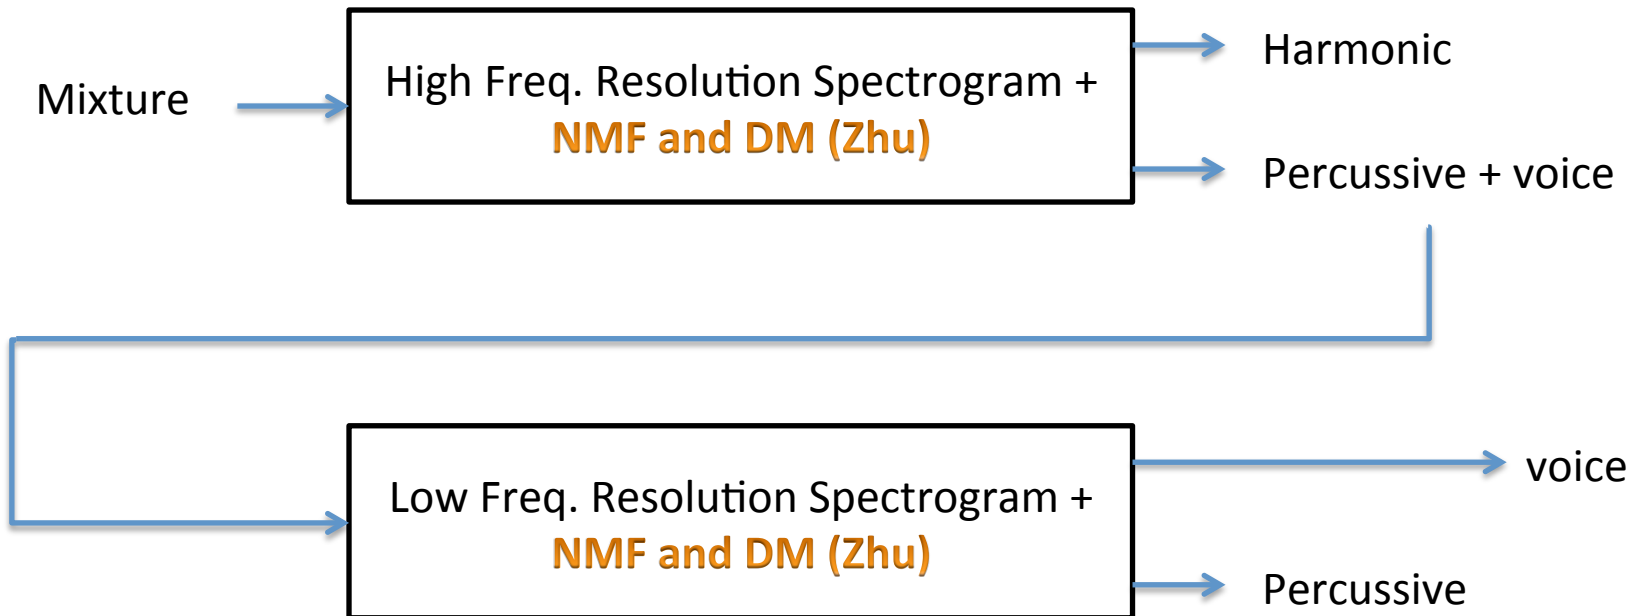 Mixture
High Freq. Resolution Spectrogram +
NMF and DM (Zhu)
Harmonic
Percussive + voice
Low Freq. Resolution Spectrogram +
NMF and DM (Zhu)
voice
Percussive